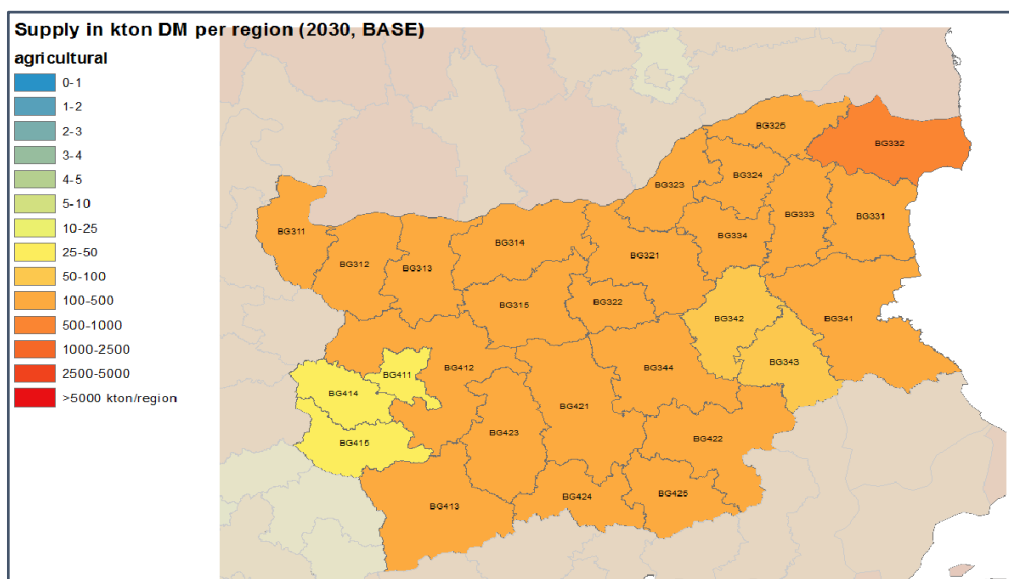 Supply in kton DM per region (2030, BASE)
agricultural
0-1
1-2
2-3
3-4
4-5
5-10
10-25
25-50
50-100
100-500
500-1000
1000-2500
2500-5000
>5000 kton/region
BG325
BG332
BG324
BG323
BG333
BG331
BG311
BG334
BG314
BG321
BG312
BG313
BG322
BG315
BG342
BG341
BG343
BG411
BG412
BG344
BG414
BG421
BG423
BG422
BG415
BG413
BG424
BG425